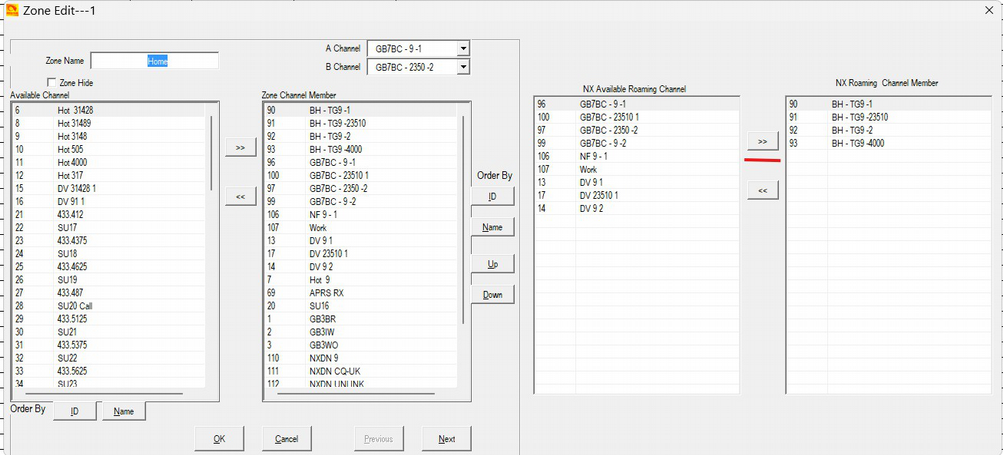 Zone Edit---1
Zone Name Home
A Channel GB7BC - 9 -1
B Channel GB7BC - 2350 -2
Zone Hide
Available Channel
6 Hot 31428
8 Hot 31489
9 Hot 3148
10 Hot 505
11 Hot 4000
12 Hot 317
15 DV 31428 1
16 DV 91 1
21 433.412
22 SU17
23 433.4375
24 SU18
25 433.4625
26 SU19
27 433.487
28 SU20 Call
29 433.5125
30 SU21
31 433.5375
32 SU22
33 433.5625
34 SU23
Order By ID Name
>>
<<
Zone Channel Member
90 BH - TG9 -1
91 BH - TG9 -23510
92 BH - TG9 -2
93 BH - TG9 -4000
96 GB7BC - 9 -1
100 GB7BC - 23510 1
97 GB7BC - 2350 -2
99 GB7BC - 9 -2
106 NF 9 - 1
107 Work
13 DV 9 1
17 DV 23510 1
14 DV 9 2
7 Hot 9
69 APRS RX
20 SU16
1 GB3BR
2 GB3IW
3 GB3WO
110 NXDN 9
111 NXDN CQ-UK
112 NXDN UNLINK
Order By
ID
Name
Up
Down
OK Cancel Previous Next
NX Available Roaming Channel
96 GB7BC - 9 -1
100 GB7BC - 23510 1
97 GB7BC - 2350 -2
99 GB7BC - 9 -2
106 NF 9 - 1
107 Work
13 DV 9 1
17 DV 23510 1
14 DV 9 2
>>
<<
NX Roaming Channel Member
90 BH - TG9 -1
91 BH - TG9 -23510
92 BH - TG9 -2
93 BH - TG9 -4000